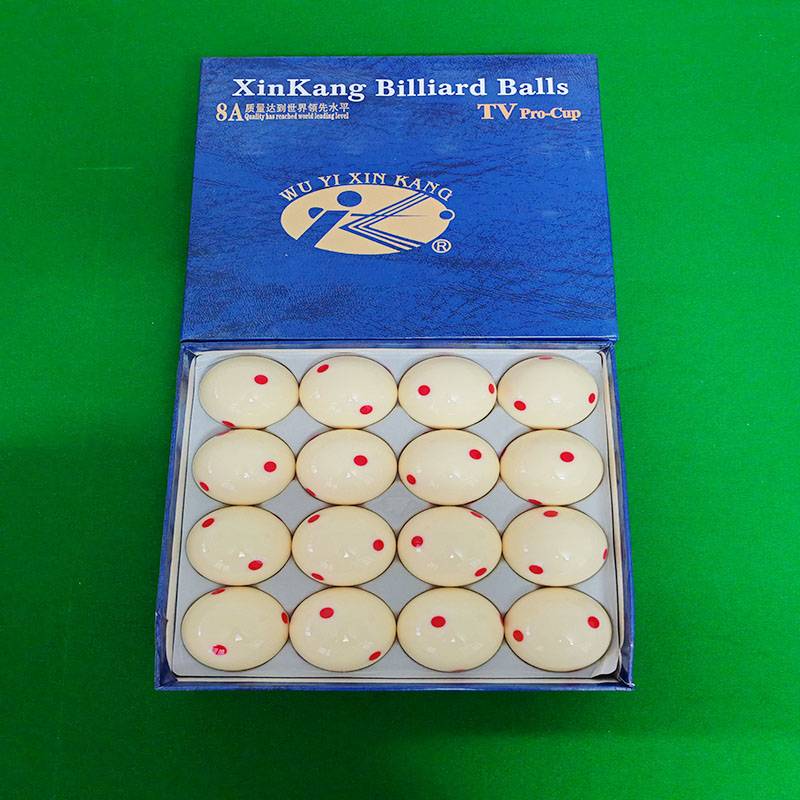 XinKang Billiard Balls
8A 质量达到世界领先水平
Quality has reached world leading level
TV Pro-Cup
WU YI XIN KANG
®